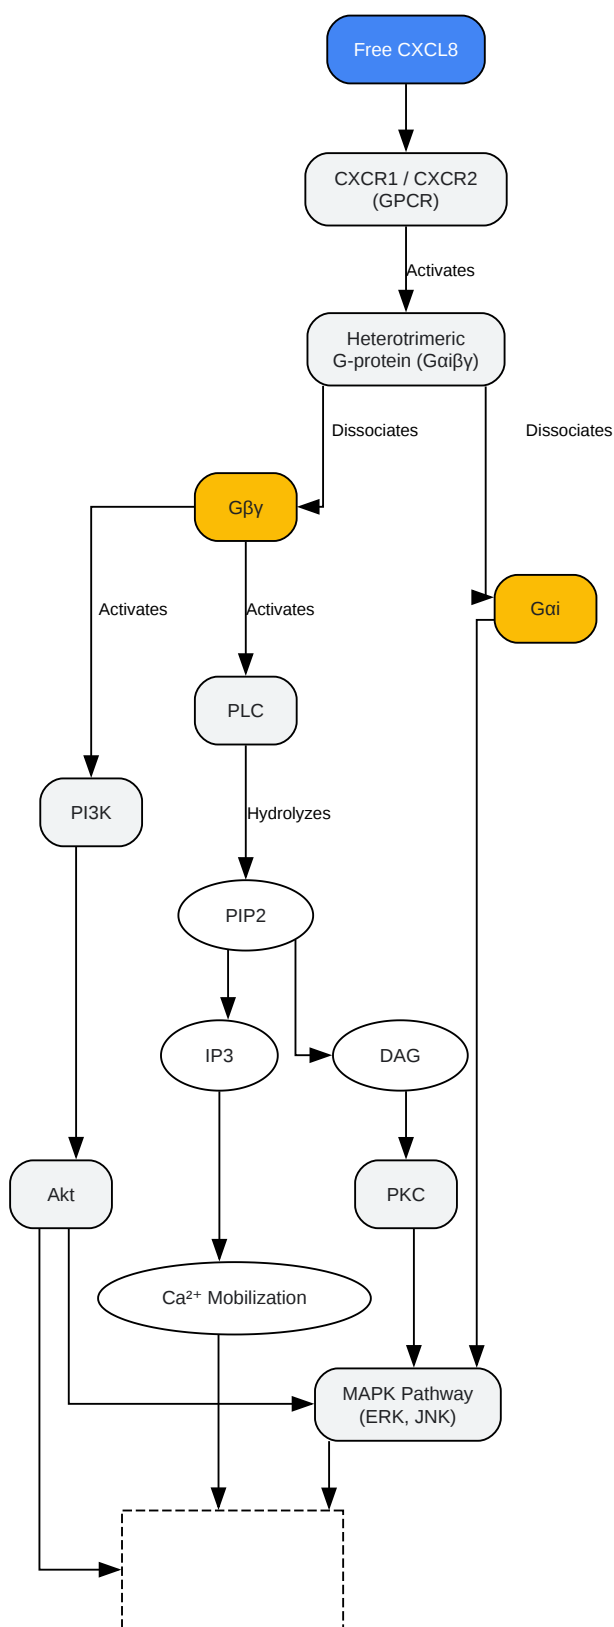 Free CXCL8
CXCR1 / CXCR2
(GPCR)
Activates
Heterotrimeric
G-protein (Gαiβγ)
Dissociates
Dissociates
Gβγ
Gαi
Activates
Activates
PLC
PI3K
Hydrolyzes
PIP2
IP3
DAG
Akt
PKC
Ca²⁺ Mobilization
MAPK Pathway
(ERK, JNK)